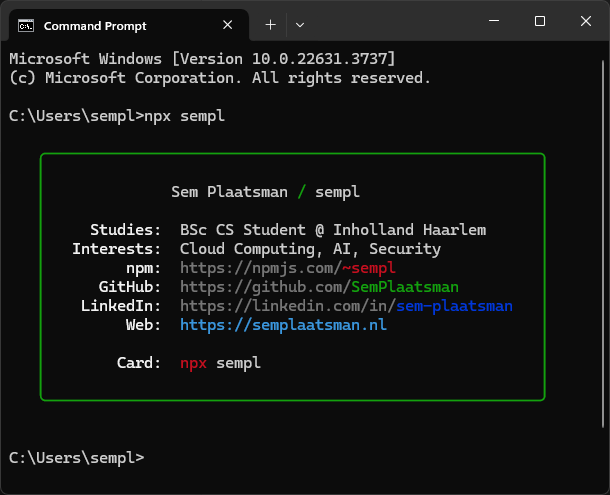 Command Prompt
Microsoft Windows [Version 10.0.22631.3737]
(c) Microsoft Corporation. All rights reserved.
C:\Users\sempl>npx sempl
Sem Plaatsman / sempl
Studies: BSc CS Student @ Inholland Haarlem
Interests: Cloud Computing, AI, Security
npm: https://npmjs.com/~sempl
GitHub: https://github.com/SemPlaatsman
LinkedIn: https://linkedin.com/in/sem-plaatsman
Web: https://semplaatsman.nl
Card: npx sempl
C:\Users\sempl>